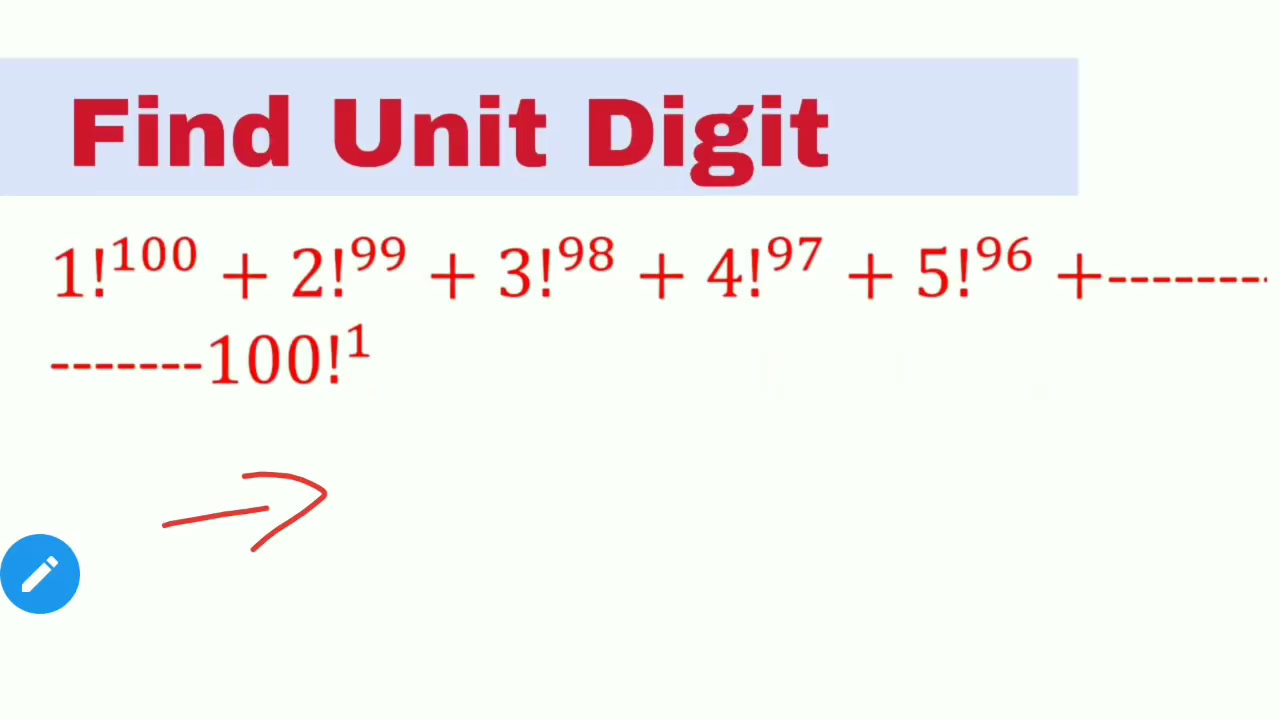 Find Unit Digit
1!¹⁰⁰ + 2!⁹⁹ + 3!⁹⁸ + 4!⁹⁷ + 5!⁹⁶ +-------
-------100!¹